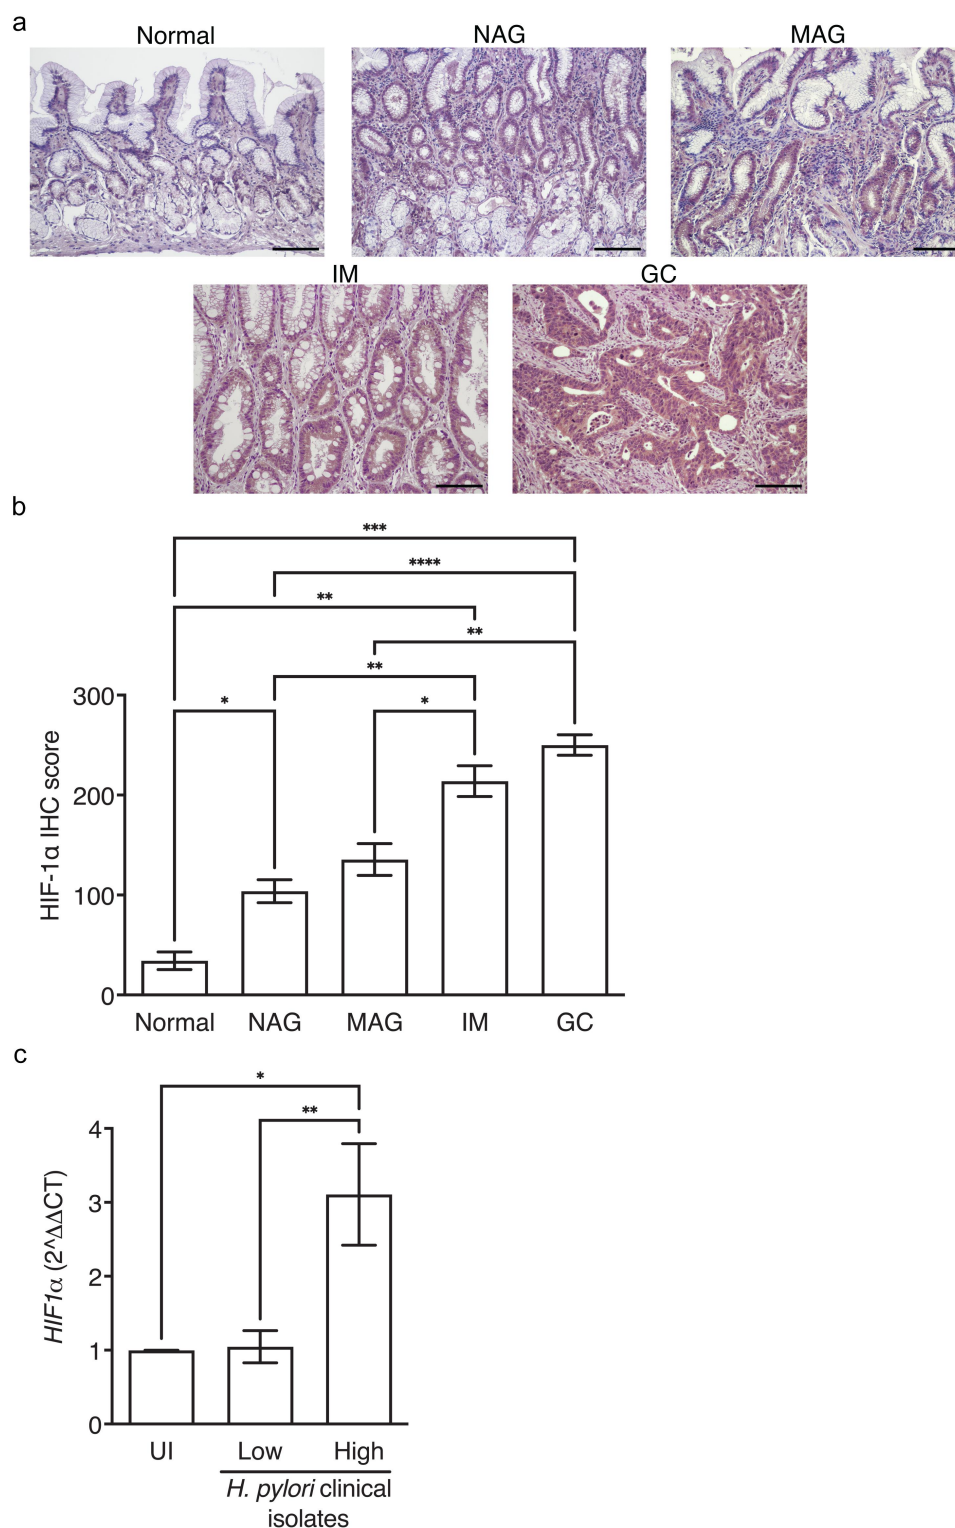 a
Normal
NAG
MAG
IM
GC
b
***
****
**
**
**
*
*
300
200
100
0
HIF-1α IHC score
Normal
NAG
MAG
IM
GC
c
*
**
4
3
2
1
0
HIF1α (2^ΔΔCT)
UI
Low
High
H. pylori clinical
isolates